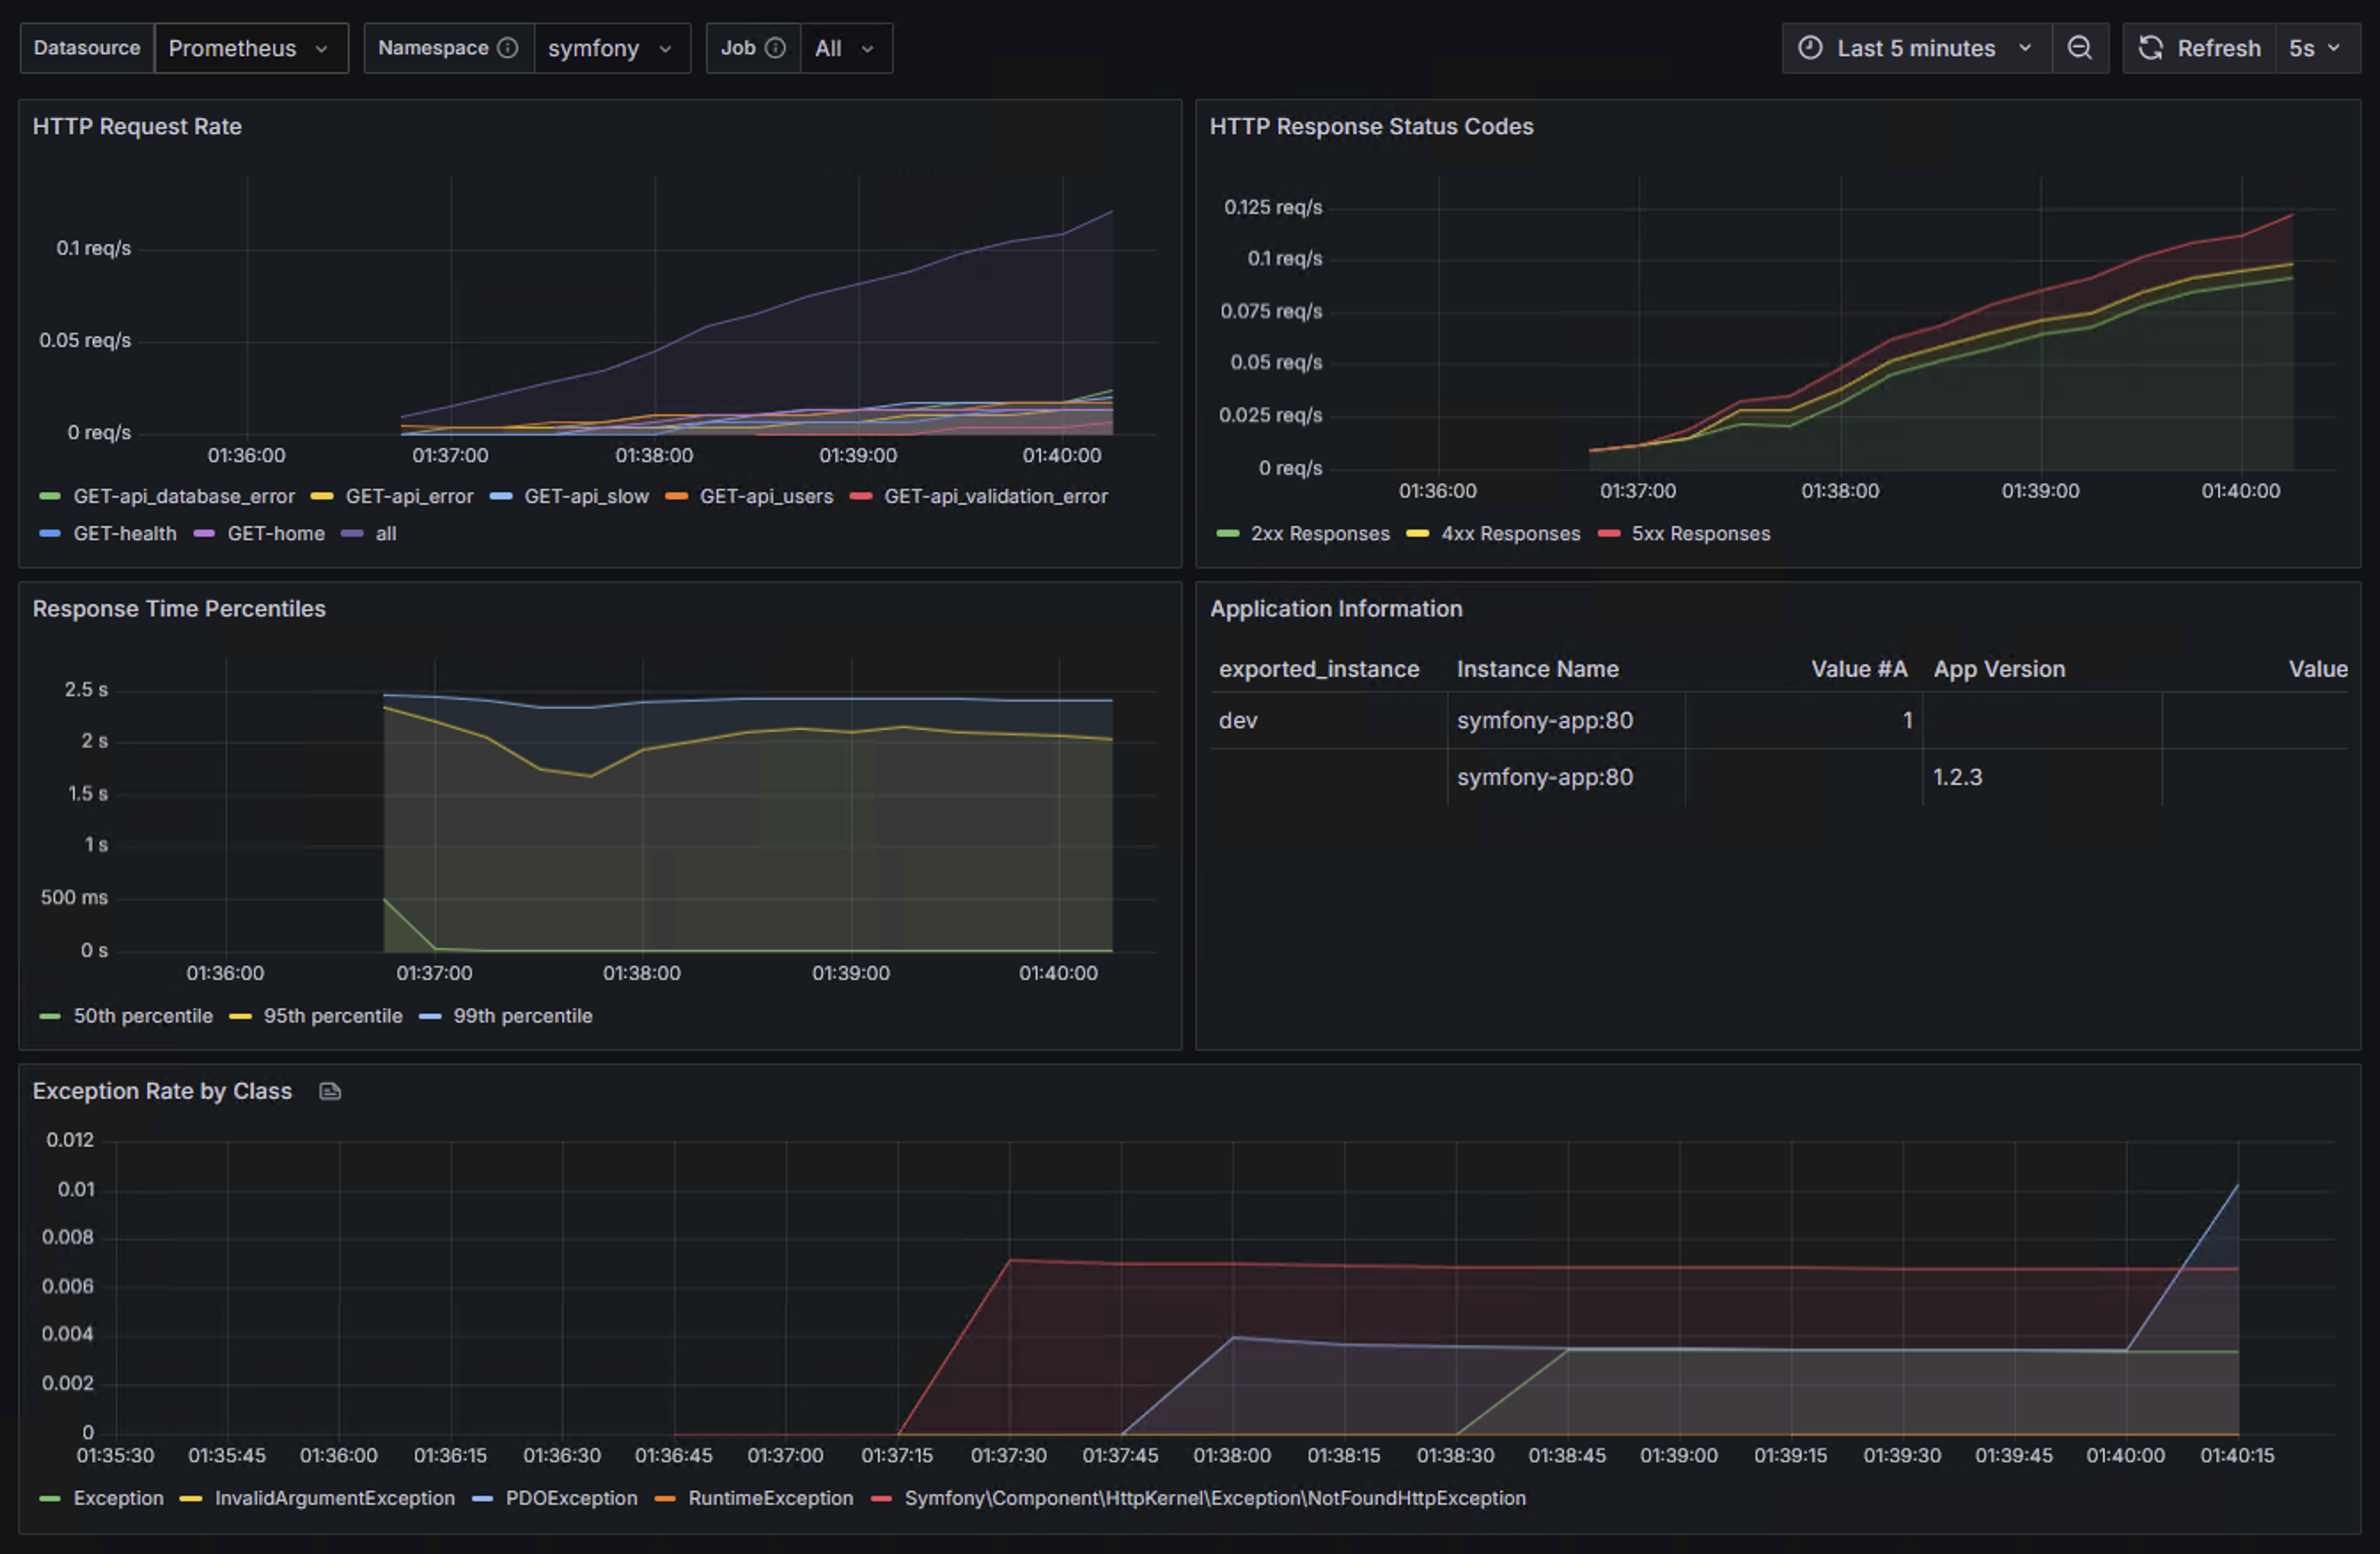 Datasource Prometheus Namespace symfony Job All Last 5 minutes Refresh 5s
HTTP Request Rate
0.1 req/s
0.05 req/s
0 req/s
01:36:00 01:37:00 01:38:00 01:39:00 01:40:00
GET-api_database_error GET-api_error GET-api_slow GET-api_users GET-api_validation_error
GET-health GET-home all
HTTP Response Status Codes
0.125 req/s
0.1 req/s
0.075 req/s
0.05 req/s
0.025 req/s
0 req/s
01:36:00 01:37:00 01:38:00 01:39:00 01:40:00
2xx Responses 4xx Responses 5xx Responses
Response Time Percentiles
2.5 s
2 s
1.5 s
1 s
500 ms
0 s
01:36:00 01:37:00 01:38:00 01:39:00 01:40:00
50th percentile 95th percentile 99th percentile
Application Information
exported_instance Instance Name Value #A App Version Value
dev symfony-app:80 1
symfony-app:80 1.2.3
Exception Rate by Class
0.012
0.01
0.008
0.006
0.004
0.002
0
01:35:30 01:35:45 01:36:00 01:36:15 01:36:30 01:36:45 01:37:00 01:37:15 01:37:30 01:37:45 01:38:00 01:38:15 01:38:30 01:38:45 01:39:00 01:39:15 01:39:30 01:39:45 01:40:00 01:40:15
Exception InvalidArgumentException PDOException RuntimeException Symfony\Component\HttpKernel\Exception\NotFoundHttpException